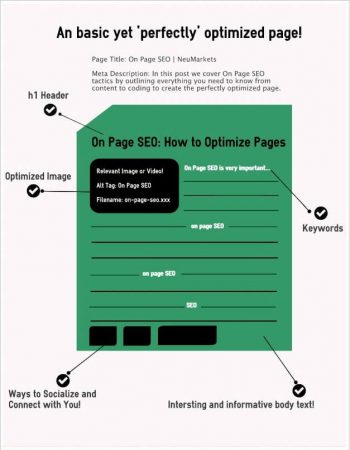 An basic yet 'perfectly' optimized page!
Page Title: On Page SEO | NeuMarkets
Meta Description: In this post we cover On Page SEO
tactics by outlining everything you need to know from
content to coding to create the perfectly optimized page.
h1 Header
On Page SEO: How to Optimize Pages
Optimized Image
Relevant Image or Video!
Alt Tag: On Page SEO
Filename: on-page-seo.xxx
On Page SEO is very important...
Keywords
on page SEO
on page SEO
SEO
Ways to Socialize and
Connect with You!
Intersting and informative body text!